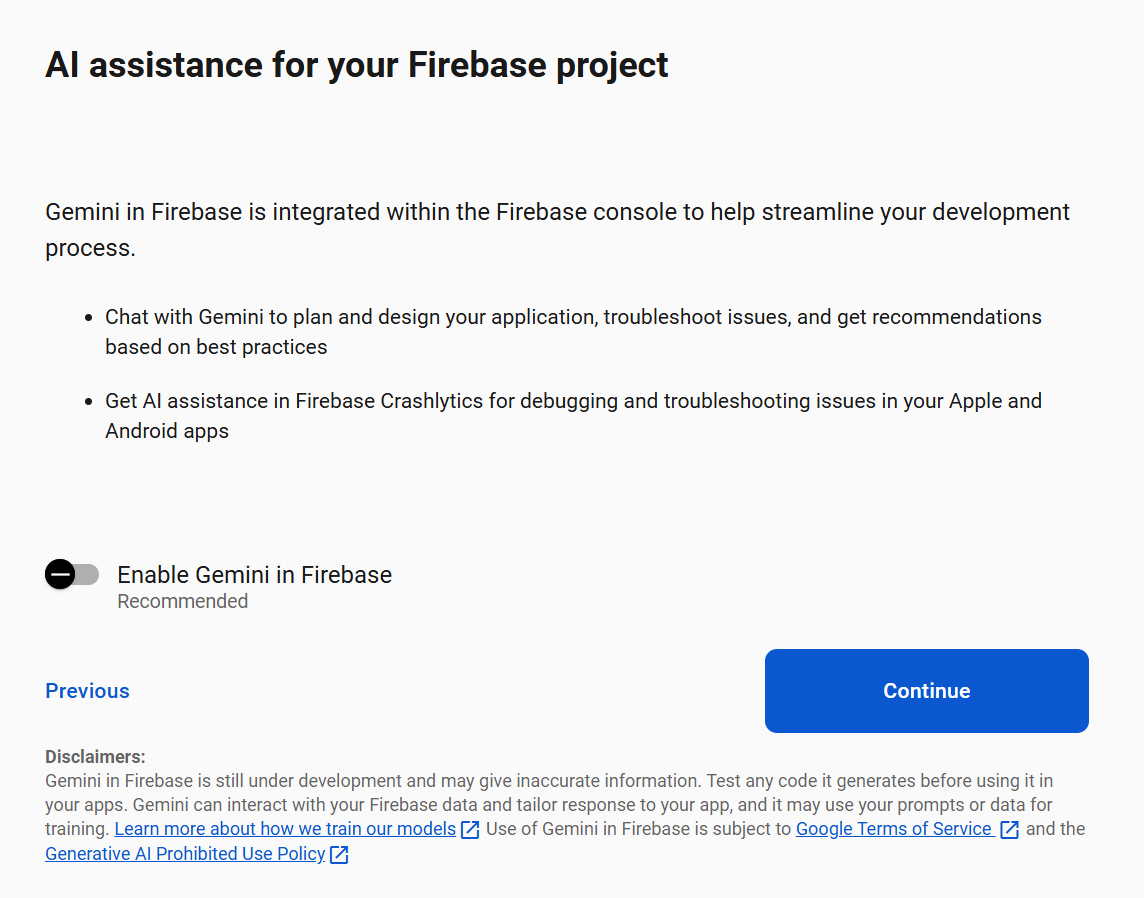 AI assistance for your Firebase project
Gemini in Firebase is integrated within the Firebase console to help streamline your development
process.
• Chat with Gemini to plan and design your application, troubleshoot issues, and get recommendations
based on best practices
• Get AI assistance in Firebase Crashlytics for debugging and troubleshooting issues in your Apple and
Android apps
Enable Gemini in Firebase
Recommended
Previous
Continue
Disclaimers:
Gemini in Firebase is still under development and may give inaccurate information. Test any code it generates before using it in
your apps. Gemini can interact with your Firebase data and tailor response to your app, and it may use your prompts or data for
training. Learn more about how we train our models Use of Gemini in Firebase is subject to Google Terms of Service and the
Generative AI Prohibited Use Policy